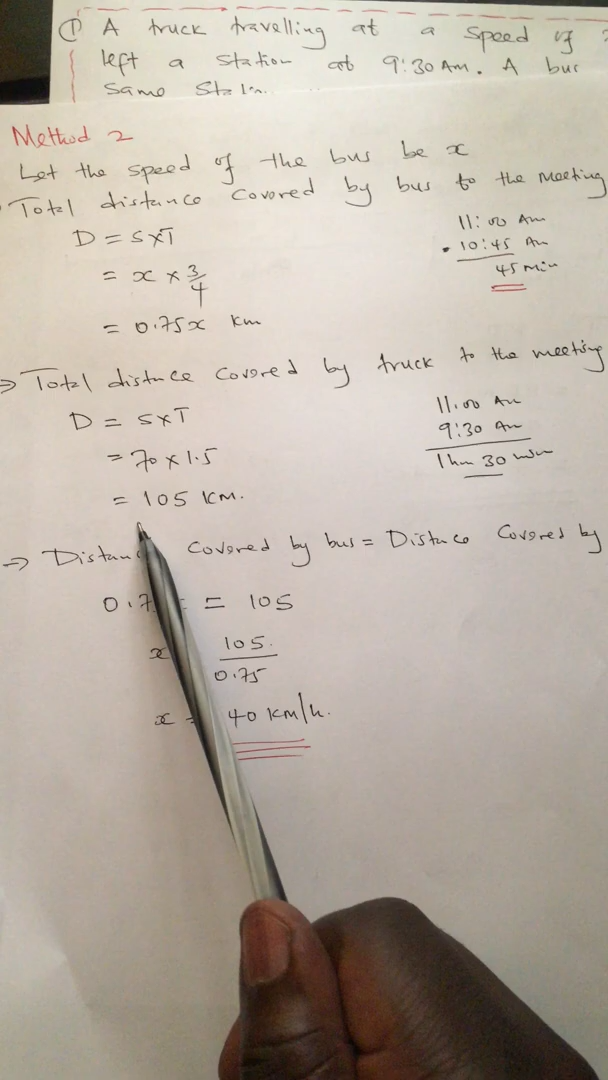 ① A truck travelling at a speed of
left a station at 9:30 Am. A bus
same
Method 2
Let the speed of the bus be x
Total distance covered by bus to the meeting
D = S×T
11:00 Am
= x × 3/4
10:45 Am
45 min
= 0.75x km
⇒ Total distance covered by truck to the meeting
D = S×T
11.00 Am
9:30 Am
= 70 × 1.5
1hr 30 min
= 105 KM.
⇒ Distance covered by bus = Distance covered by
0.7 = 105
x 105.
0.75
x = 40 KM/h.